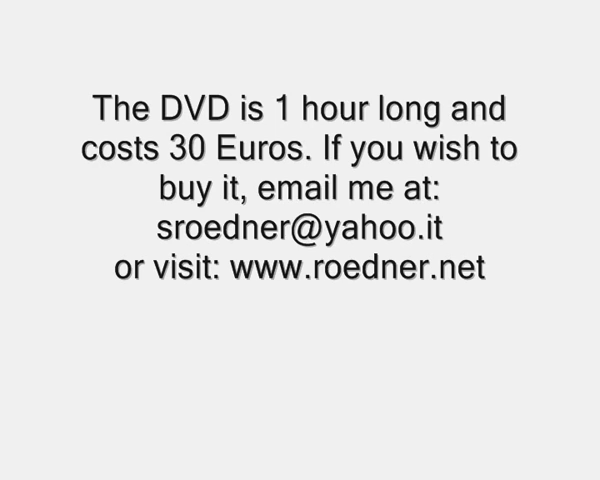 The DVD is 1 hour long and
costs 30 Euros. If you wish to
buy it, email me at:
sroedner@yahoo.it
or visit: www.roedner.net